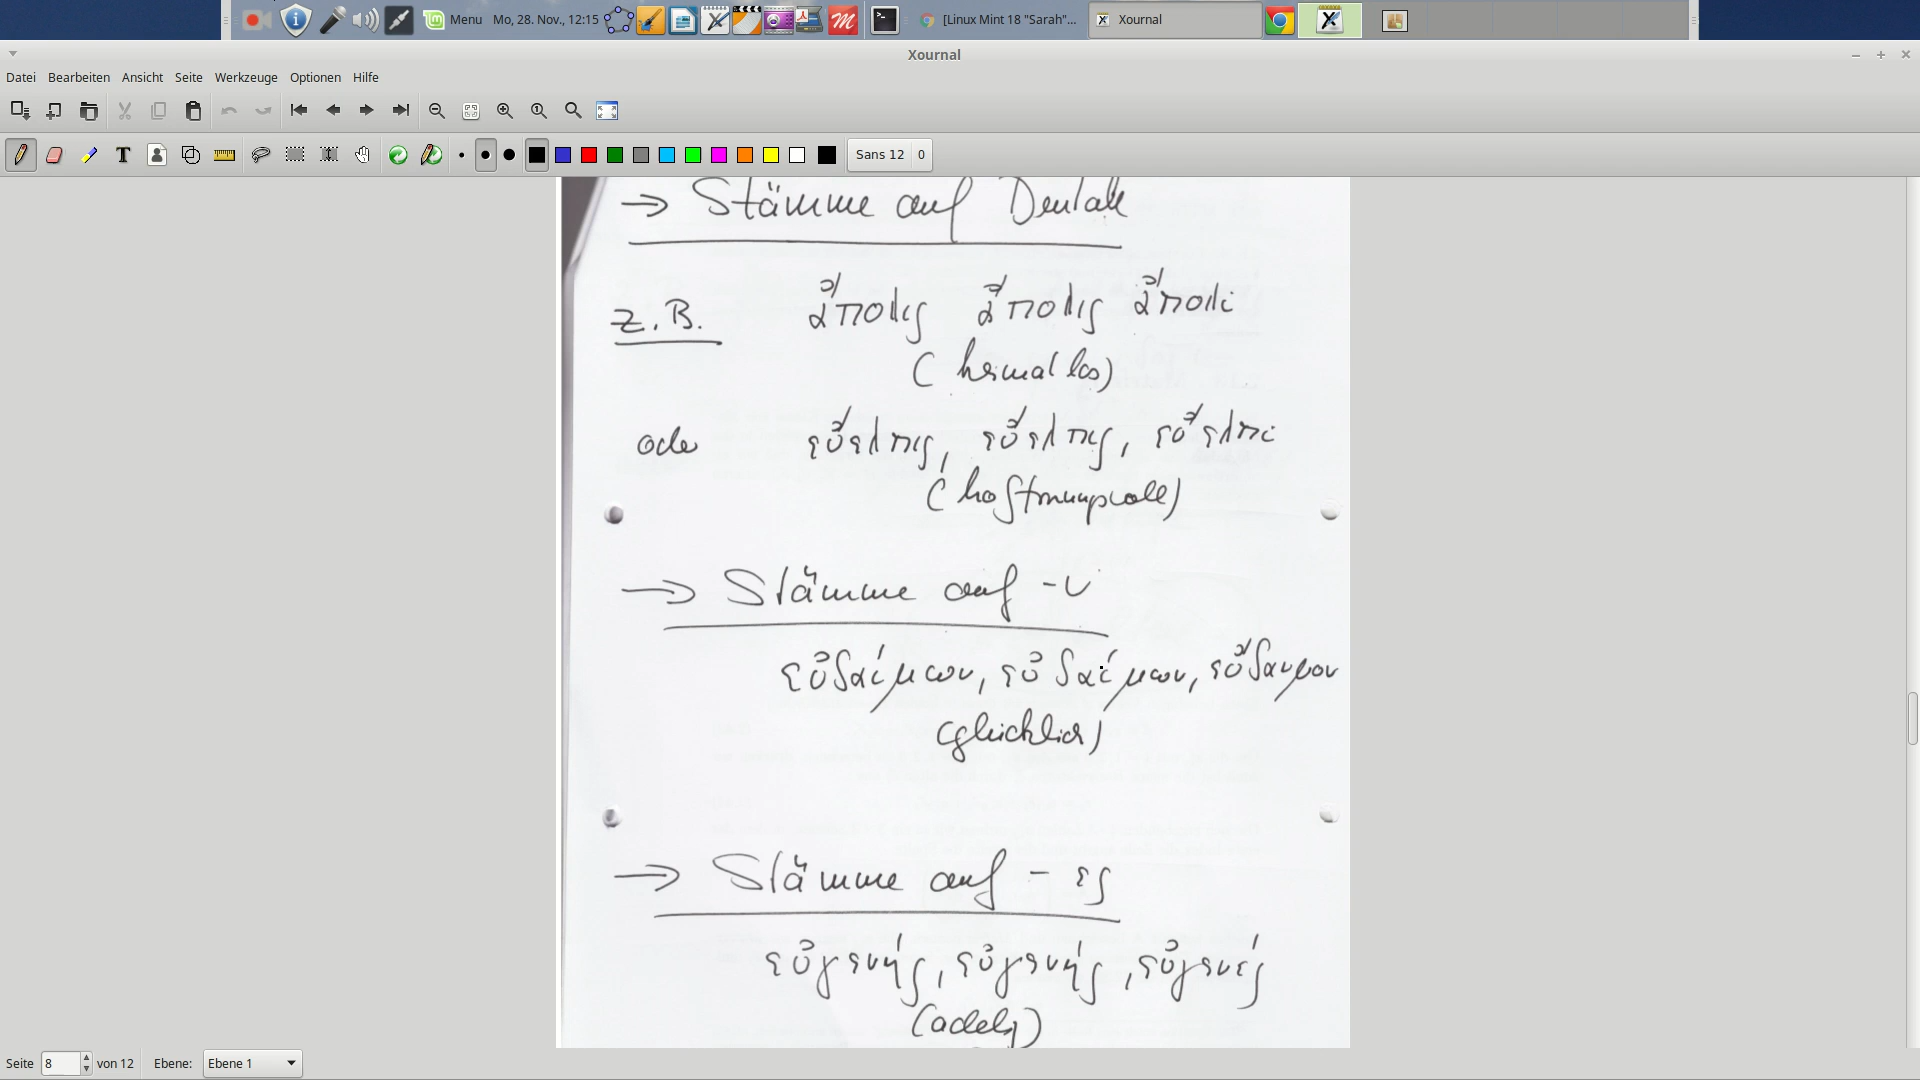 Menu Mo, 28. Nov., 12:15 [Linux Mint 18 "Sarah"... Xournal
Xournal
Datei Bearbeiten Ansicht Seite Werkzeuge Optionen Hilfe
Sans 12 0
→ Stämme auf Dentale
z.B. ἄπολις ἄπολις ἄπολι
(heimatlos)
oder εὔελπις, εὔελπις, εὔελπι
(hoffnungsvoll)
→ Stämme auf -ν
εὐδαίμων, εὐδαίμων, εὔδαιμον
(glücklich)
→ Stämme auf - ες
εὐγενής, εὐγενής, εὐγενές
(adelig)
Seite 8 von 12 Ebene: Ebene 1